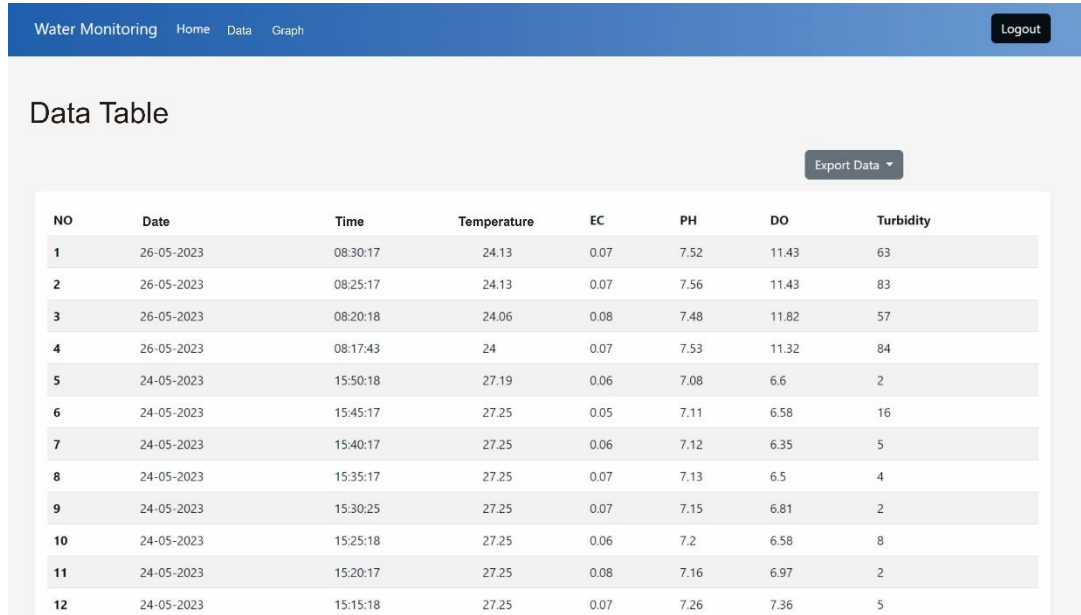 Water Monitoring Home Data Graph Logout
Data Table
Export Data
NO Date Time Temperature EC PH DO Turbidity
1 26-05-2023 08:30:17 24.13 0.07 7.52 11.43 63
2 26-05-2023 08:25:17 24.13 0.07 7.56 11.43 83
3 26-05-2023 08:20:18 24.06 0.08 7.48 11.82 57
4 26-05-2023 08:17:43 24 0.07 7.53 11.32 84
5 24-05-2023 15:50:18 27.19 0.06 7.08 6.6 2
6 24-05-2023 15:45:17 27.25 0.05 7.11 6.58 16
7 24-05-2023 15:40:17 27.25 0.06 7.12 6.35 5
8 24-05-2023 15:35:17 27.25 0.07 7.13 6.5 4
9 24-05-2023 15:30:25 27.25 0.07 7.15 6.81 2
10 24-05-2023 15:25:18 27.25 0.06 7.2 6.58 8
11 24-05-2023 15:20:17 27.25 0.08 7.16 6.97 2
12 24-05-2023 15:15:18 27.25 0.07 7.26 7.36 5